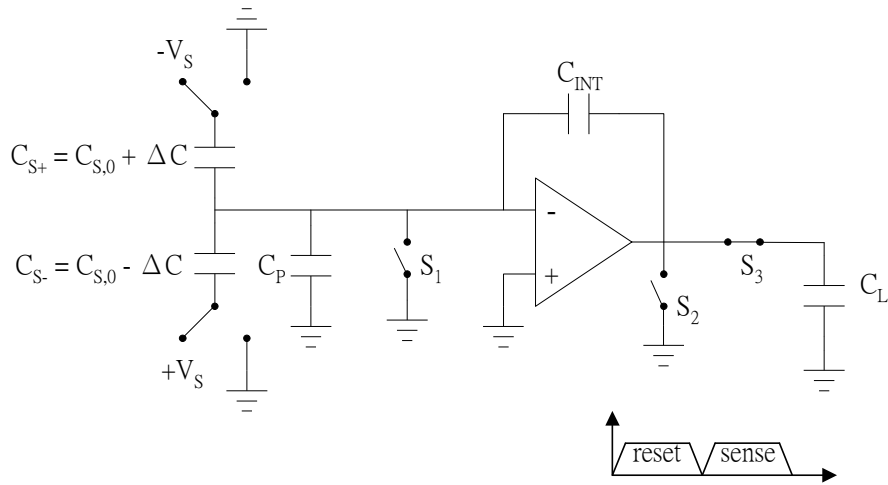 -V_S
C_INT
C_S+ = C_S,0 + ΔC
-
C_S- = C_S,0 - ΔC
C_P
S_1
+
S_3
C_L
S_2
+V_S
reset
sense